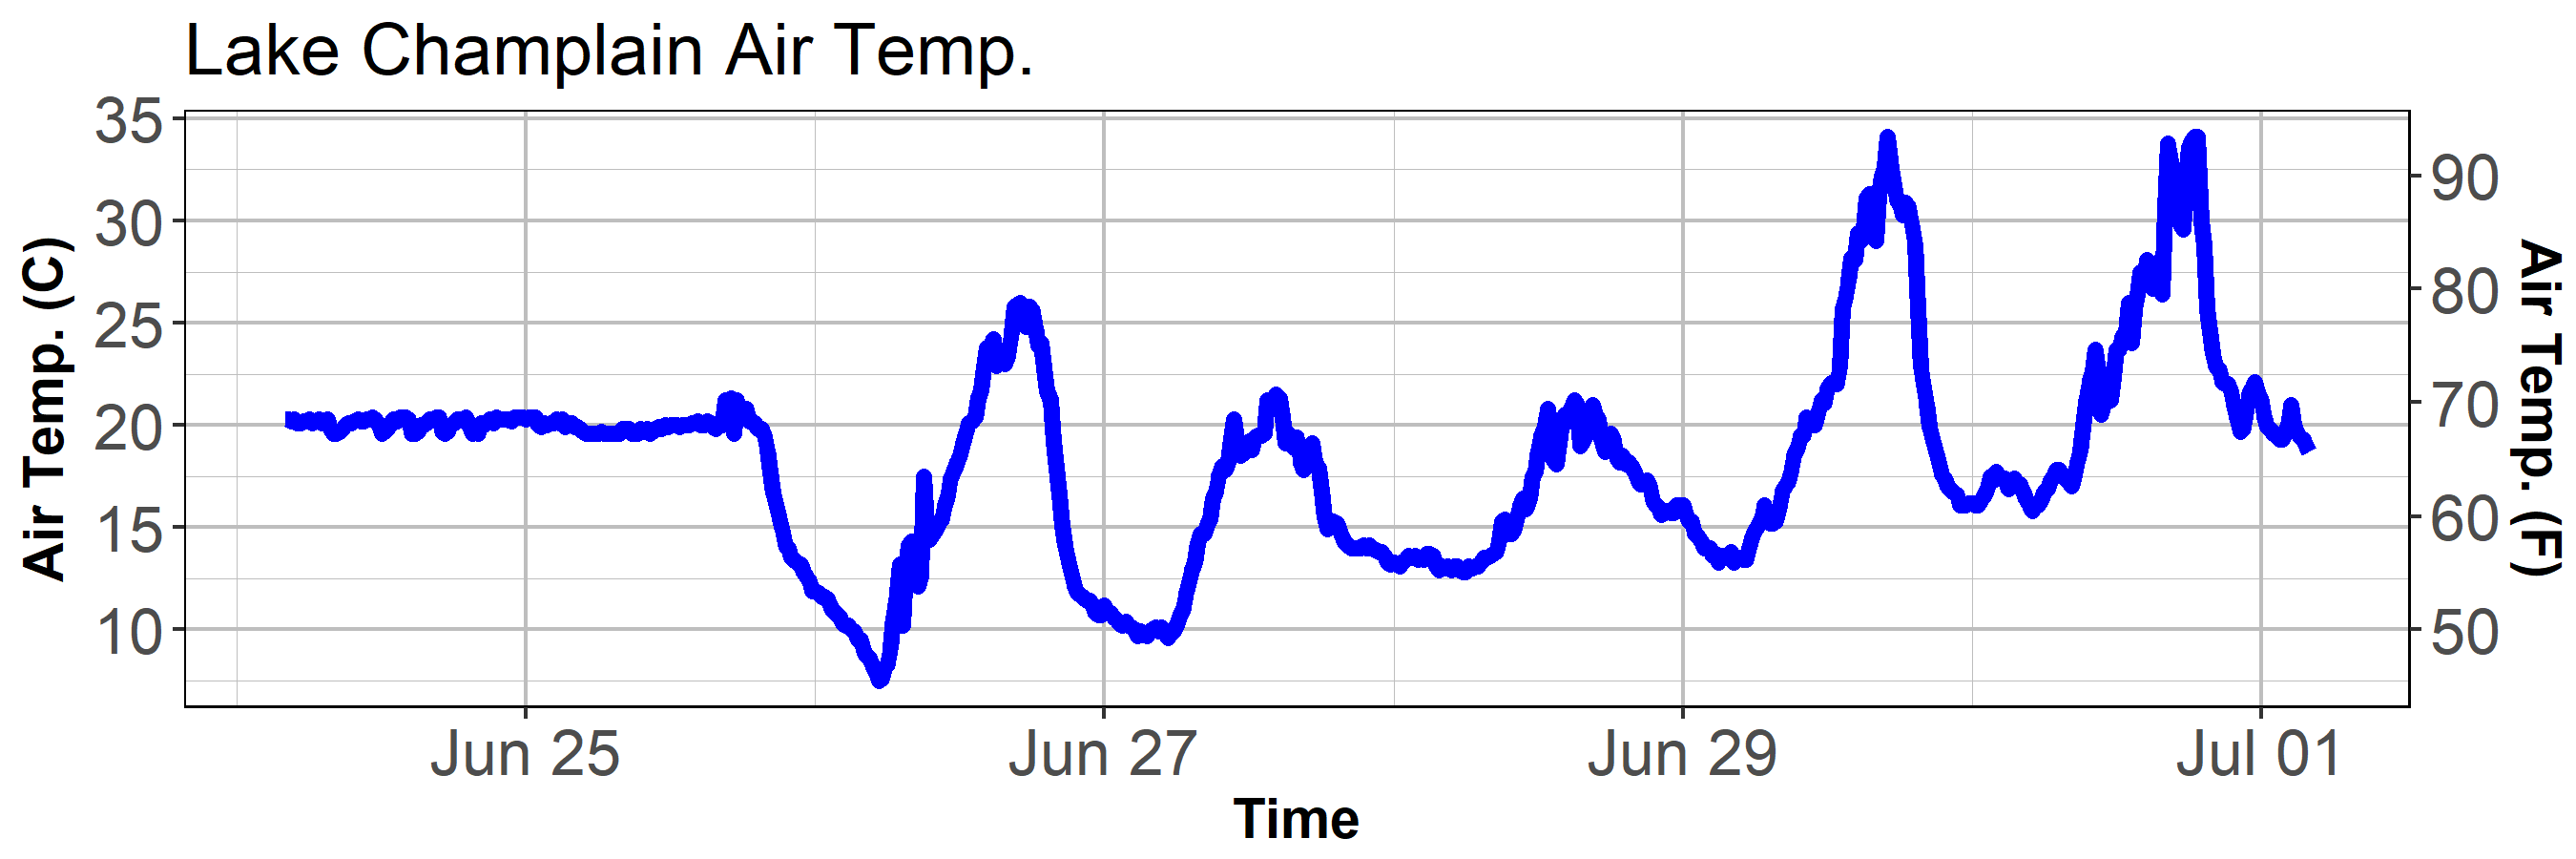 Lake Champlain Air Temp.
Air Temp. (C)
35
30
25
20
15
10
90
80
70
60
50
Air Temp. (F)
Jun 25 Jun 27 Jun 29 Jul 01
Time